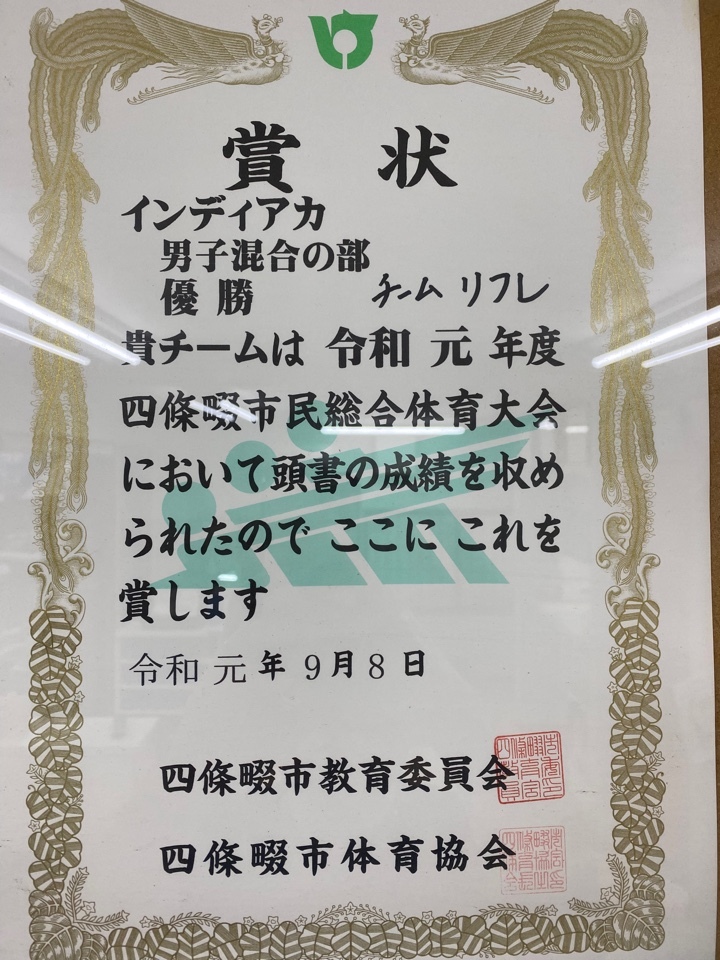 賞状
インディアカ
男子混合の部
優勝 チーム リフレ
貴チームは 令和 元 年度
四條畷市民総合体育大会
において頭書の成績を収め
られたので ここに これを
賞します
令和 元 年 9 月 8 日
四條畷市教育委員会
四條畷市体育協会